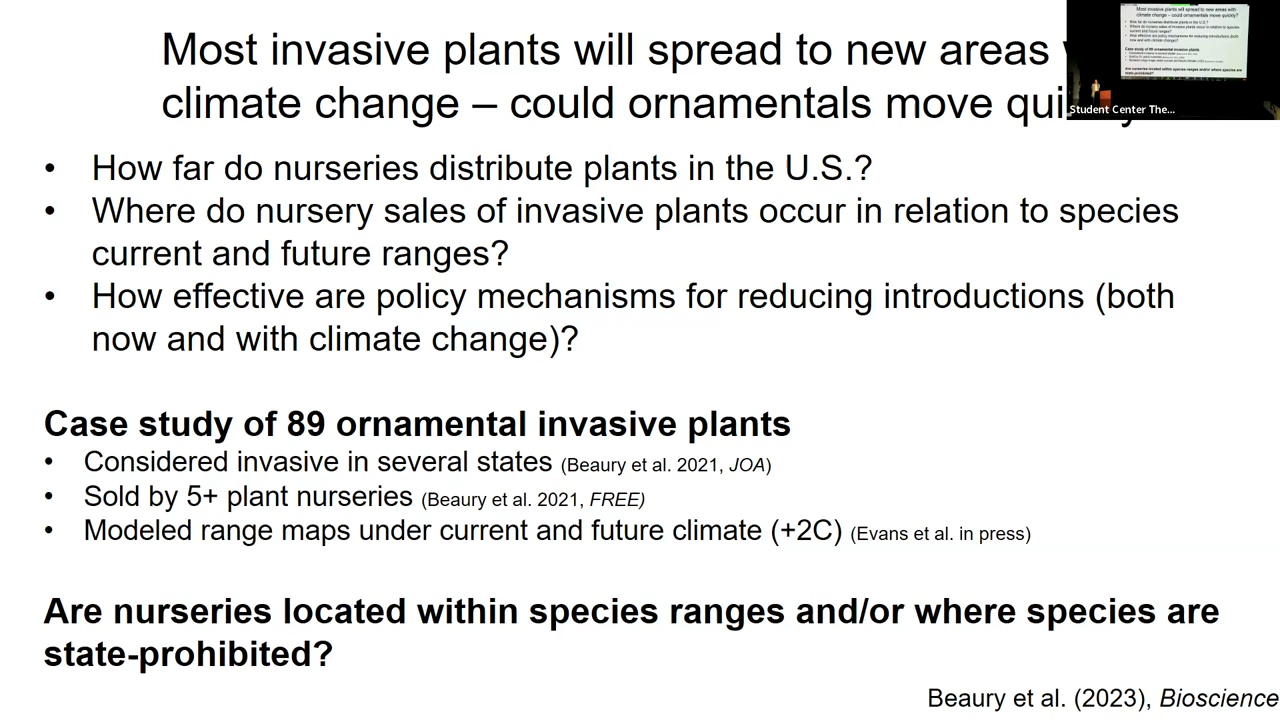 Most invasive plants will spread to new areas
climate change – could ornamentals move
• How far do nurseries distribute plants in the U.S.?
• Where do nursery sales of invasive plants occur in relation to species
current and future ranges?
• How effective are policy mechanisms for reducing introductions (both
now and with climate change)?
Case study of 89 ornamental invasive plants
• Considered invasive in several states (Beaury et al. 2021, JOA)
• Sold by 5+ plant nurseries (Beaury et al. 2021, FREE)
• Modeled range maps under current and future climate (+2C) (Evans et al. in press)
Are nurseries located within species ranges and/or where species are
state-prohibited?
Beaury et al. (2023), Bioscience
Student Center The...